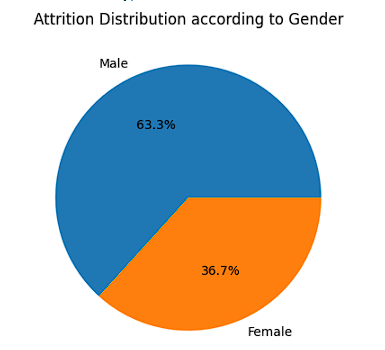 Attrition Distribution according to Gender
Male
63.3%
36.7%
Female